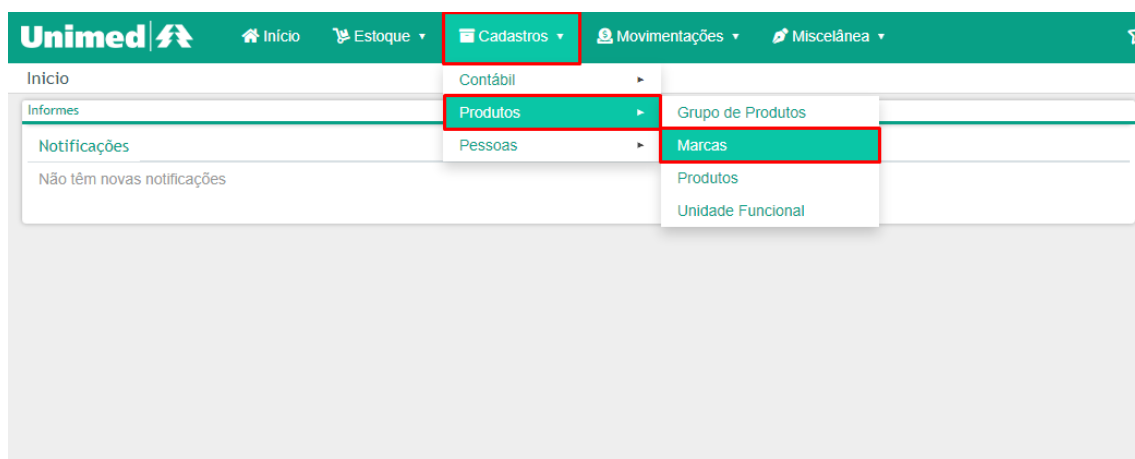 Unimed Início Estoque Cadastros Movimentações Miscelânea
Inicio
Contábil
Informes
Produtos
Grupo de Produtos
Notificações
Pessoas
Marcas
Não têm novas notificações
Produtos
Unidade Funcional